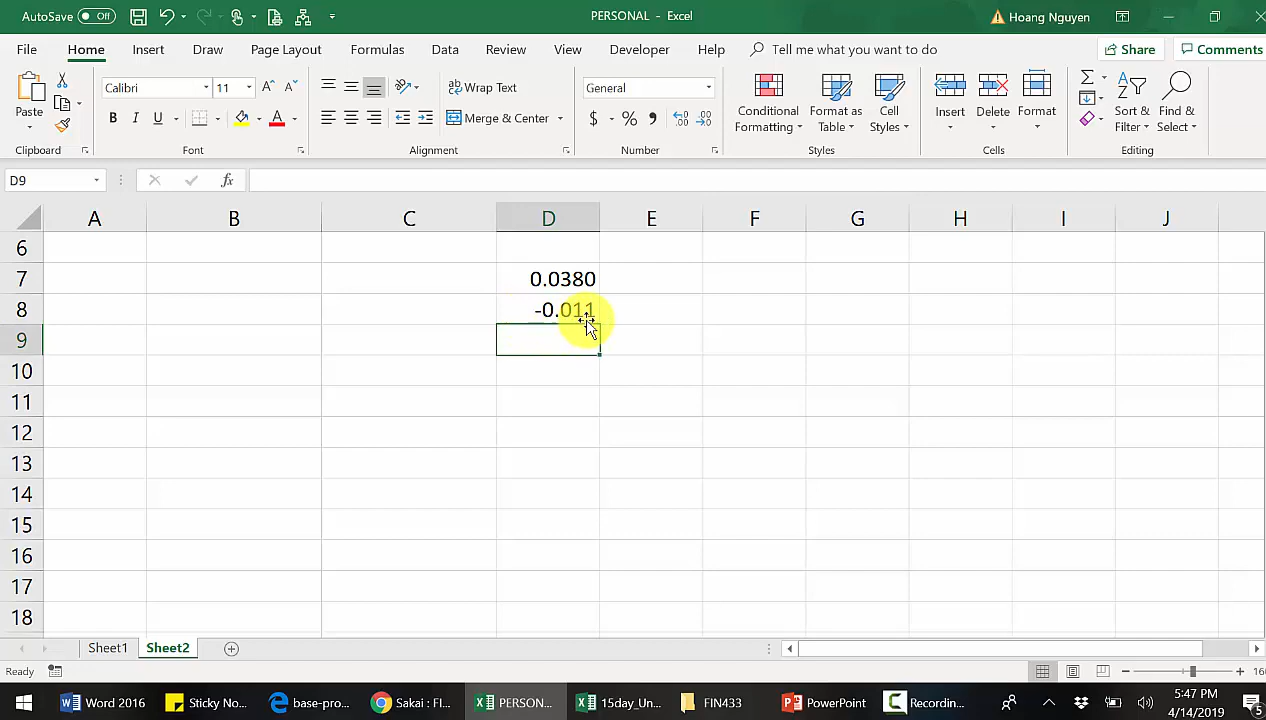 AutoSave Off PERSONAL - Excel Hoang Nguyen
File Home Insert Draw Page Layout Formulas Data Review View Developer Help Tell me what you want to do Share Comments
Paste
Clipboard
Calibri 11 A A
B I U A
Font
ab Wrap Text
Merge & Center
Alignment
General
$ % , .00 .0
Number
Conditional Formatting
Format as Table
Cell Styles
Styles
Insert Delete Format
Cells
Sort & Filter
Find & Select
Editing
D9 fx
A B C D E F G H I J
6
7 0.0380
8 -0.011
9
10
11
12
13
14
15
16
17
18
Sheet1 Sheet2
Ready
Word 2016 Sticky No... base-pro... Sakai : Fl... PERSON... 15day_Un... FIN433 PowerPoint Recordin...
5:47 PM
4/14/2019
5